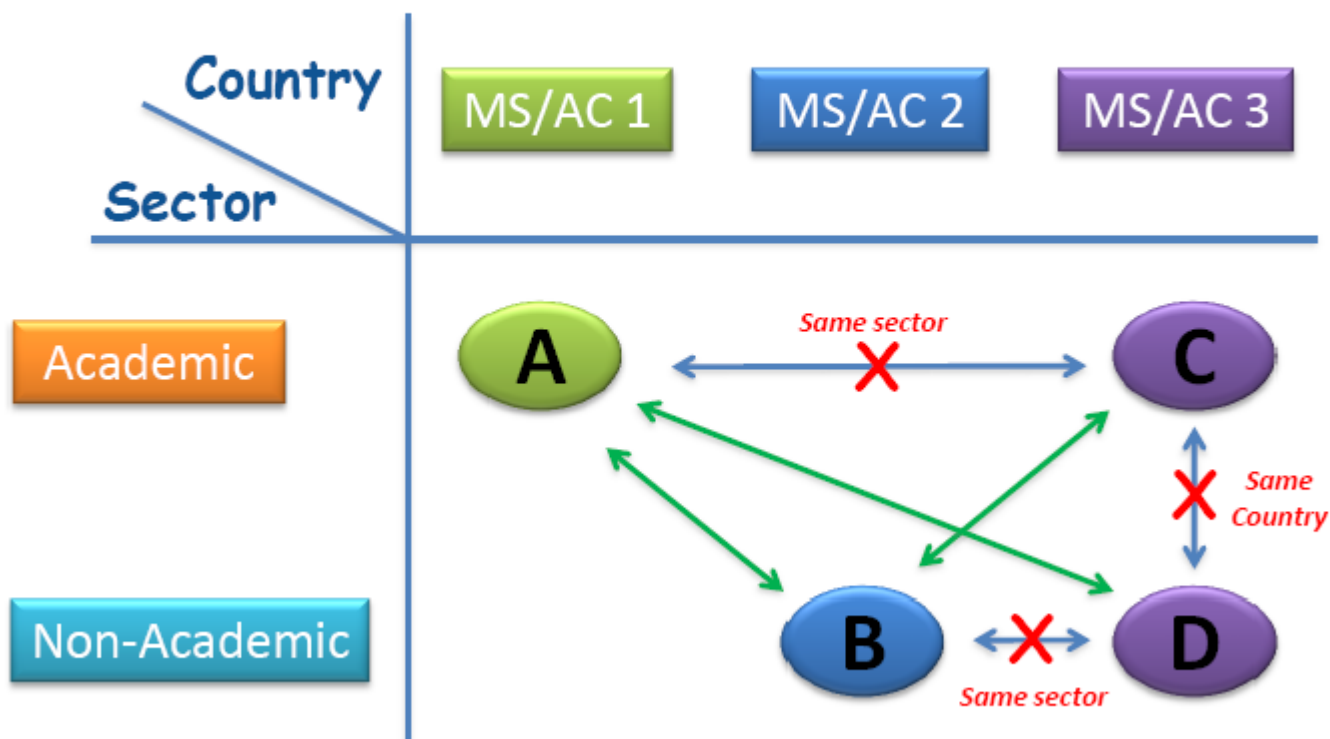 Country
MS/AC 1
MS/AC 2
MS/AC 3
Sector
Academic
A
Same sector
C
Same
Country
Non-Academic
B
D
Same sector